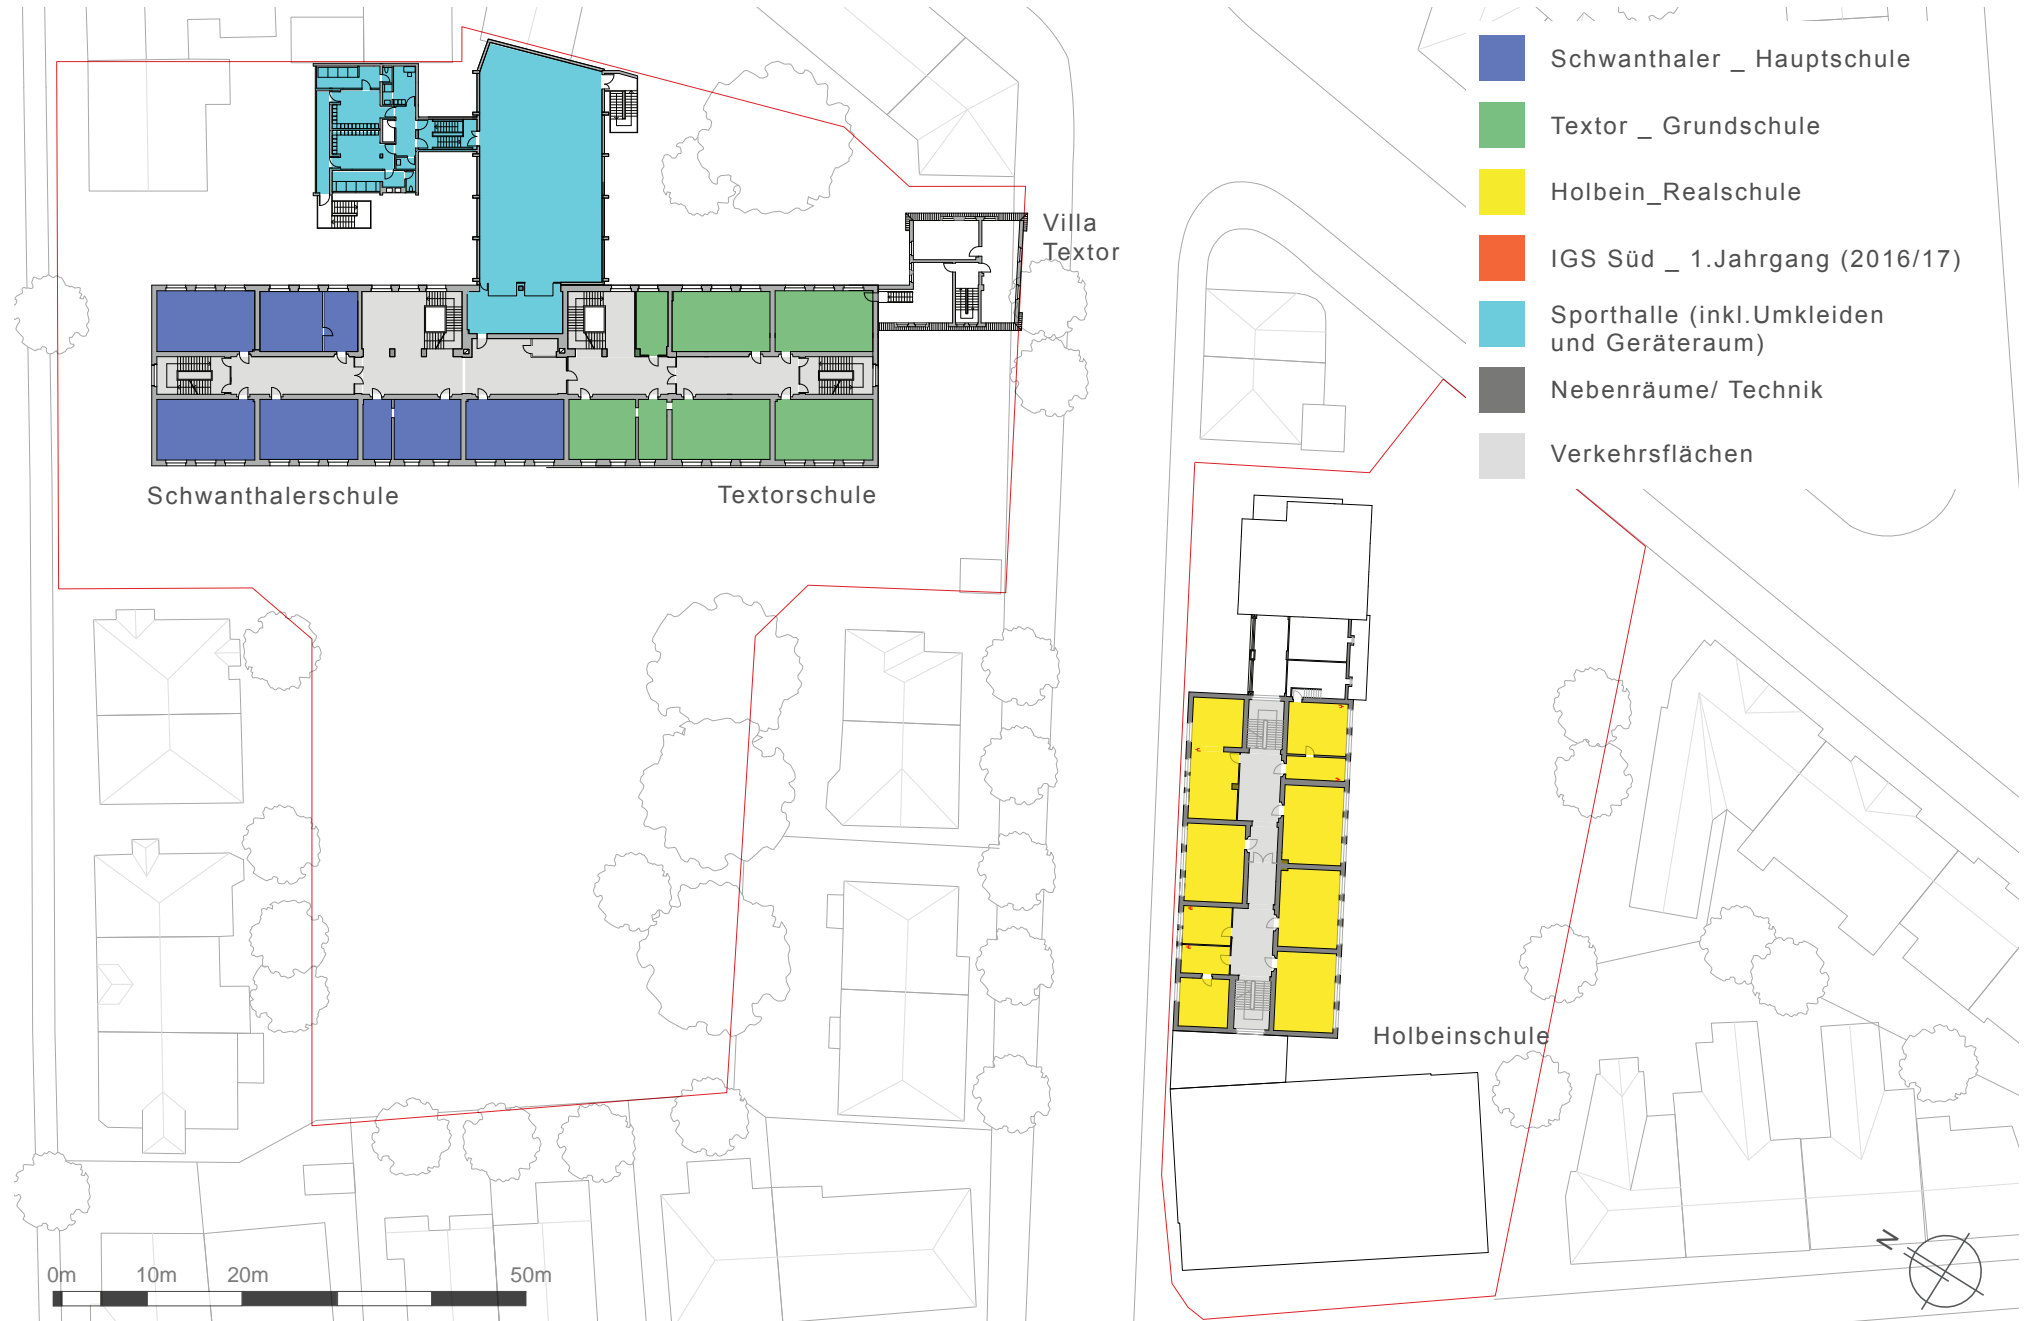 Schwanthaler _ Hauptschule
Textor _ Grundschule
Holbein_Realschule
IGS Süd _ 1.Jahrgang (2016/17)
Sporthalle (inkl.Umkleiden
und Geräteraum)
Nebenräume/ Technik
Verkehrsflächen
Villa
Textor
Schwanthalerschule
Textorschule
Holbeinschule
0m 10m 20m 50m
N